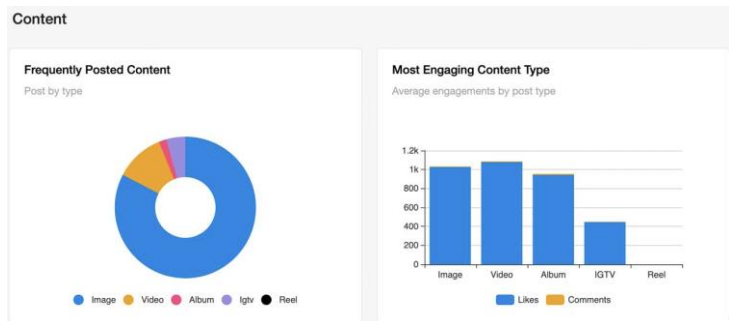 Content
Frequently Posted Content
Post by type
Image Video Album Igtv Reel
Most Engaging Content Type
Average engagements by post type
1.2k
1k
800
600
400
200
0
Image Video Album IGTV Reel
Likes Comments